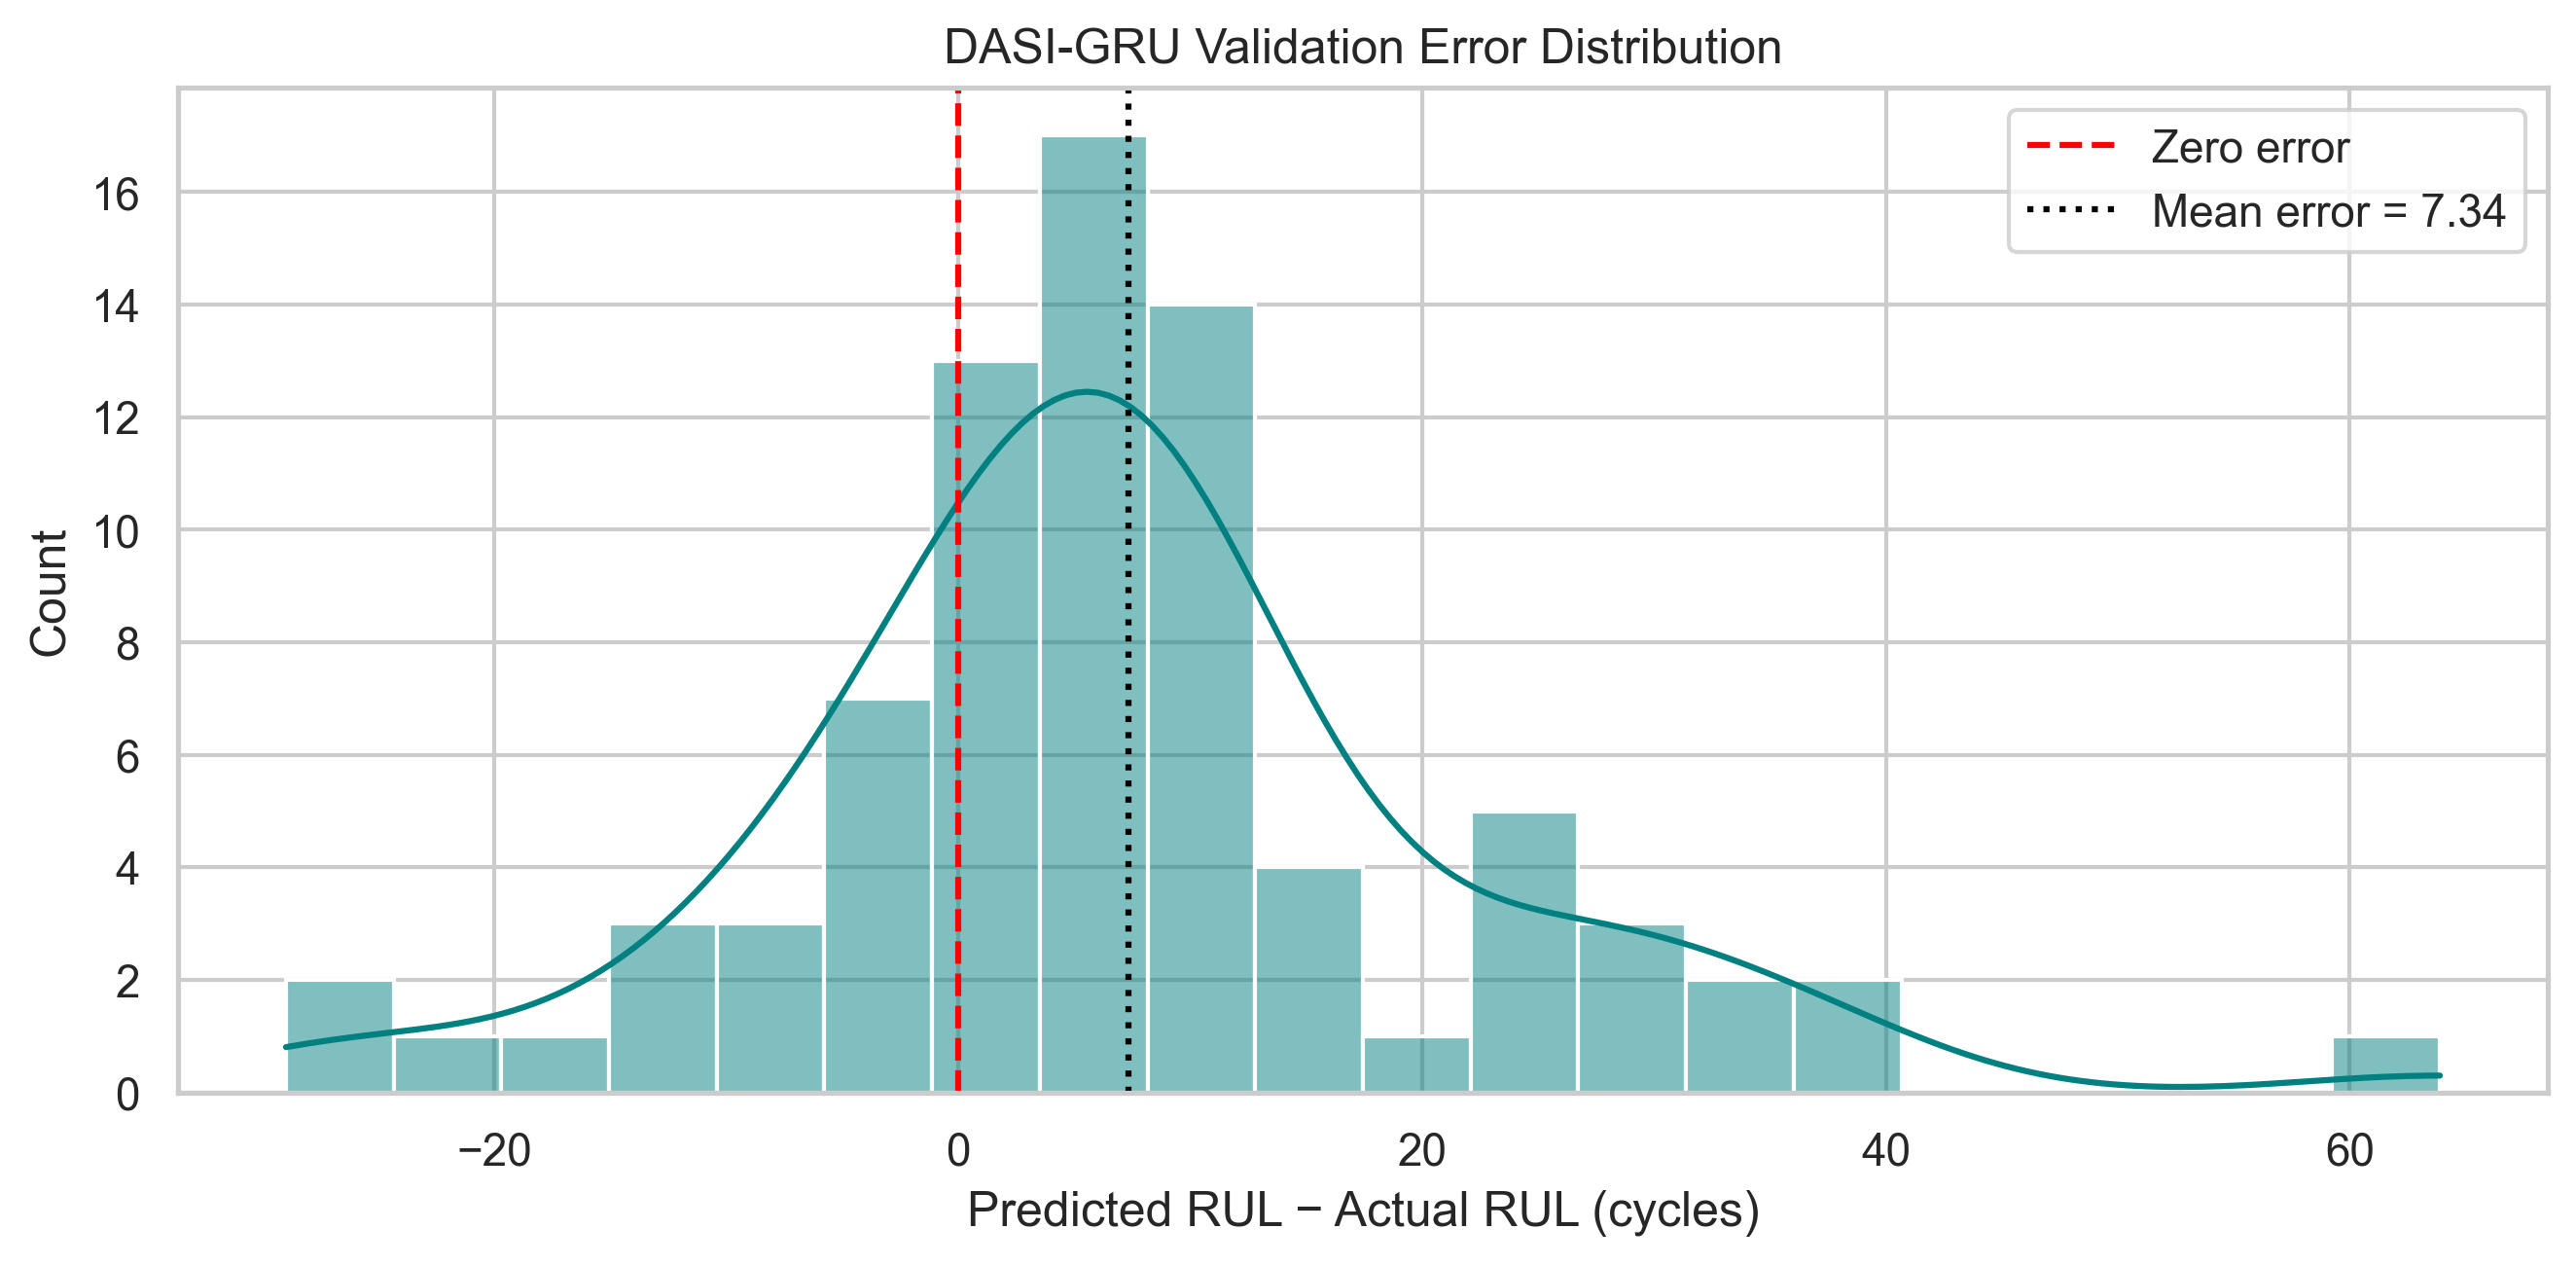 DASI-GRU Validation Error Distribution
Zero error
Mean error = 7.34
16
14
12
10
8
6
4
2
0
Count
−20
0
20
40
60
Predicted RUL − Actual RUL (cycles)